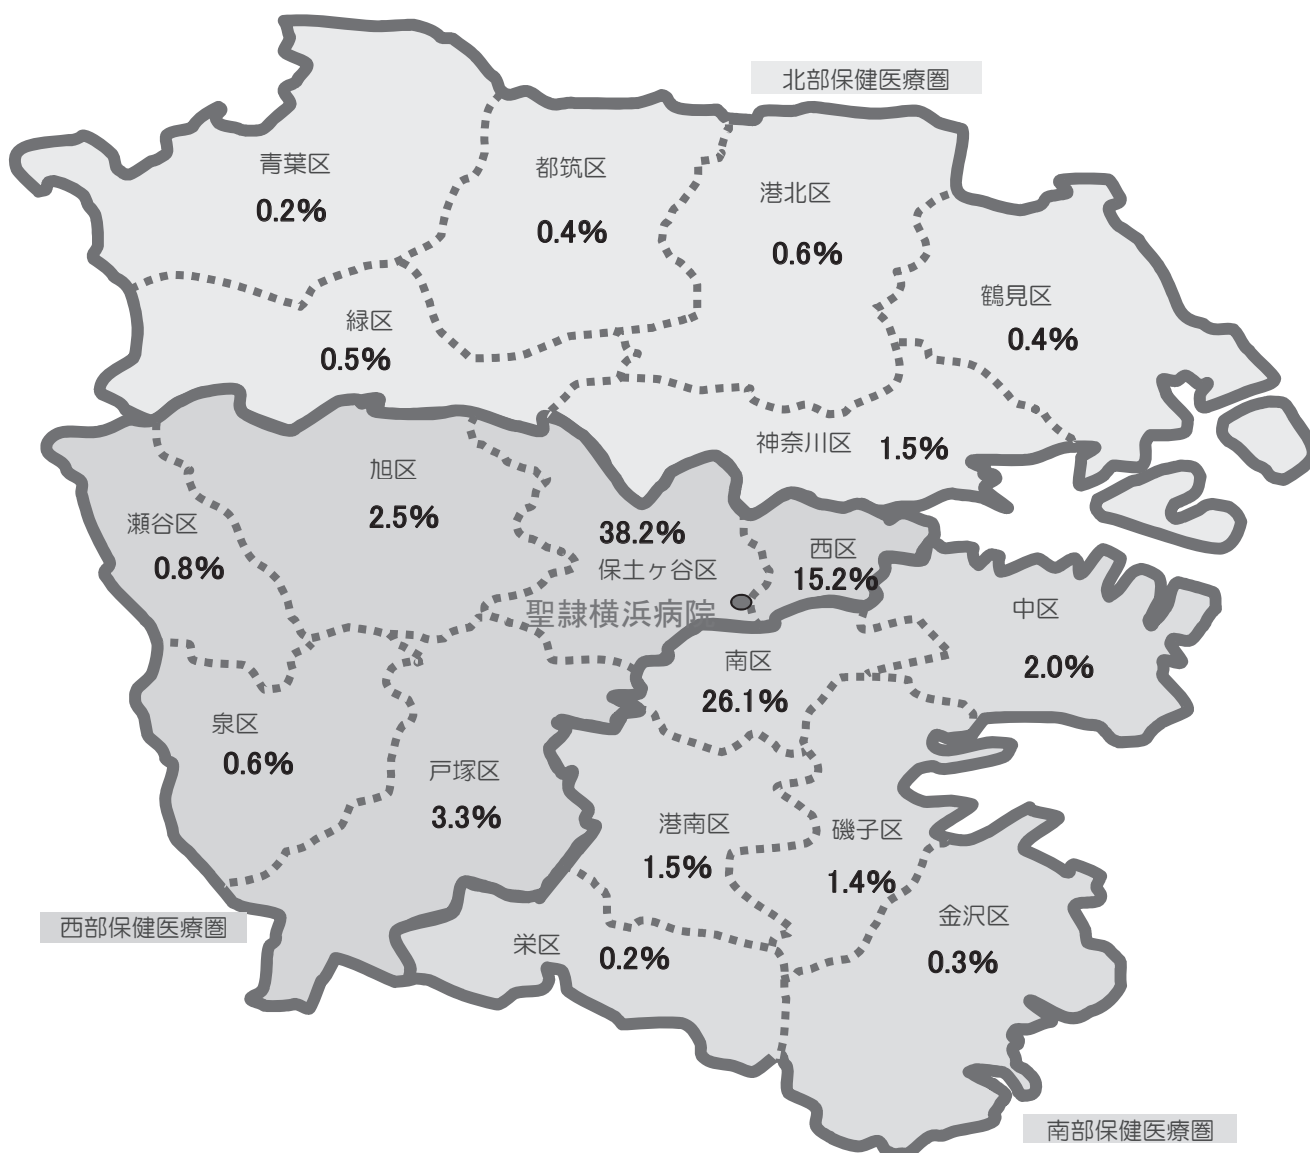 北部保健医療圏
青葉区
0.2%
都筑区
0.4%
港北区
0.6%
鶴見区
0.4%
緑区
0.5%
神奈川区 1.5%
旭区
2.5%
瀬谷区
0.8%
38.2%
保土ヶ谷区
西区
15.2%
聖隷横浜病院
中区
2.0%
南区
26.1%
泉区
0.6%
戸塚区
3.3%
港南区
1.5%
磯子区
1.4%
金沢区
0.3%
西部保健医療圏
栄区 0.2%
南部保健医療圏